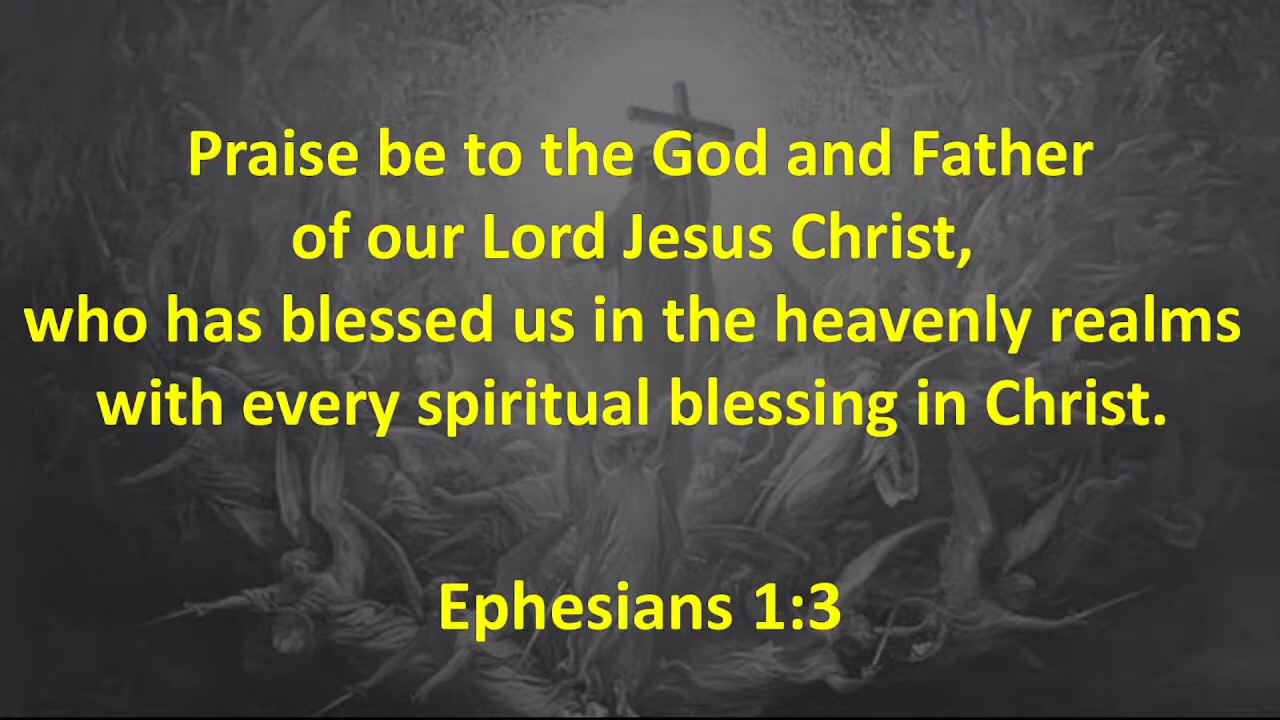 Praise be to the God and Father
of our Lord Jesus Christ,
who has blessed us in the heavenly realms
with every spiritual blessing in Christ.
Ephesians 1:3